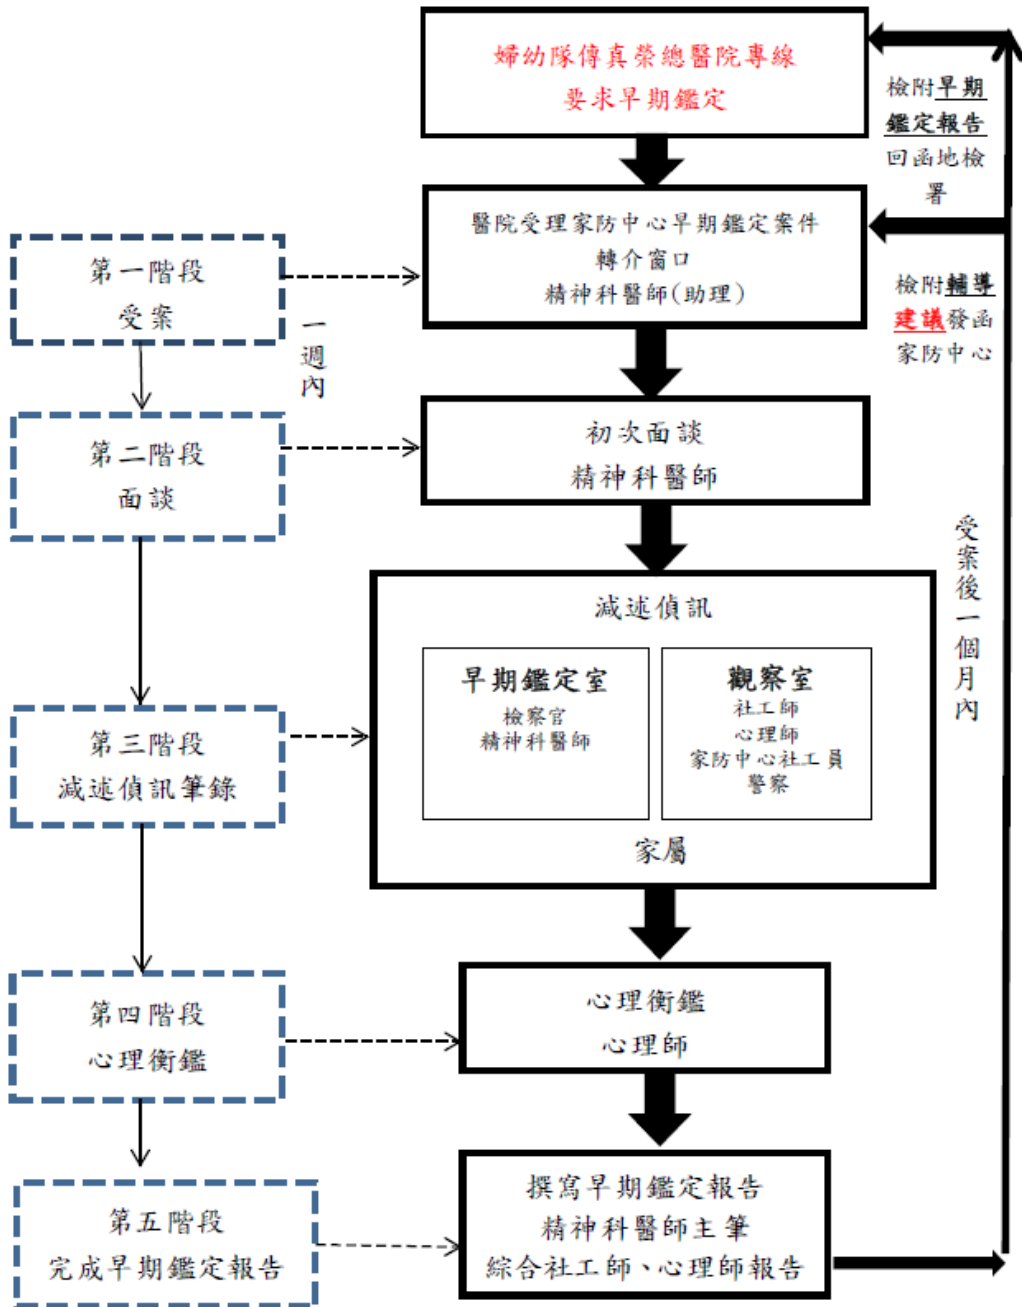 婦幼隊傳真榮總醫院專線
要求早期鑑定
檢附早期
鑑定報告
回函地檢
署
醫院受理家防中心早期鑑定案件
轉介窗口
精神科醫師(助理)
第一階段
受案
檢附輔導
建議發函
家防中心
一週內
初次面談
精神科醫師
第二階段
面談
受案後一個月內
減述偵訊
早期鑑定室
檢察官
精神科醫師
觀察室
社工師
心理師
家防中心社工員
警察
家屬
第三階段
減述偵訊筆錄
心理衡鑑
心理師
第四階段
心理衡鑑
撰寫早期鑑定報告
精神科醫師主筆
綜合社工師、心理師報告
第五階段
完成早期鑑定報告